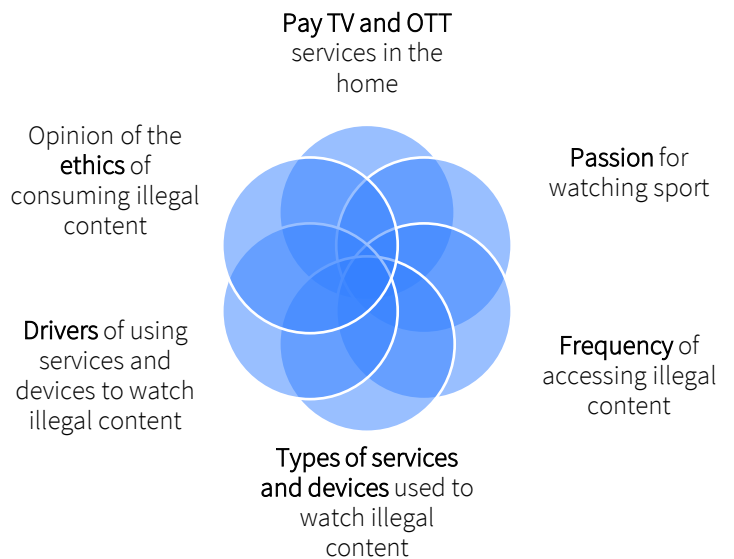 Pay TV and OTT
services in the
home
Passion for
watching sport
Frequency of
accessing illegal
content
Types of services
and devices used to
watch illegal
content
Drivers of using
services and
devices to watch
illegal content
Opinion of the
ethics of
consuming illegal
content